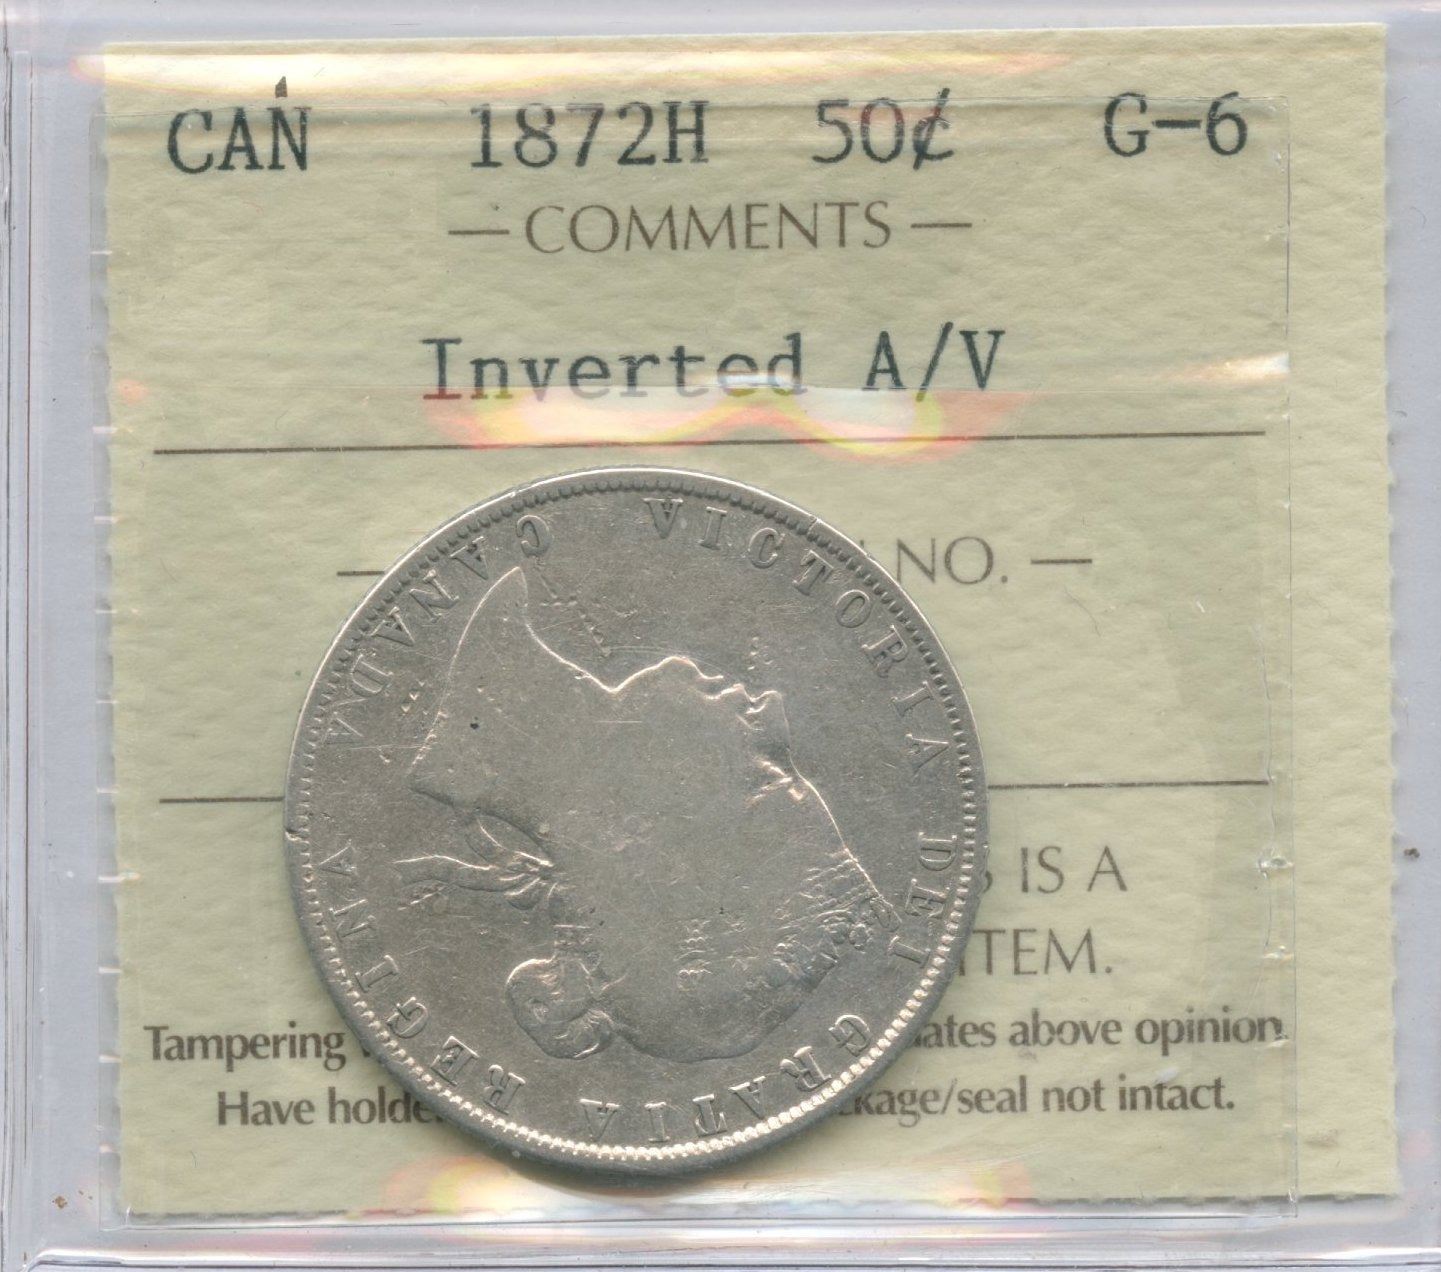 CAN 1872H 50¢ G-6
— COMMENTS —
Inverted A/V
NO. —
IS A
TEM.
Tampering ates above opinion
Have holde kage/seal not intact.
VICTORIA DEI GRATIA REGINA
CANADA